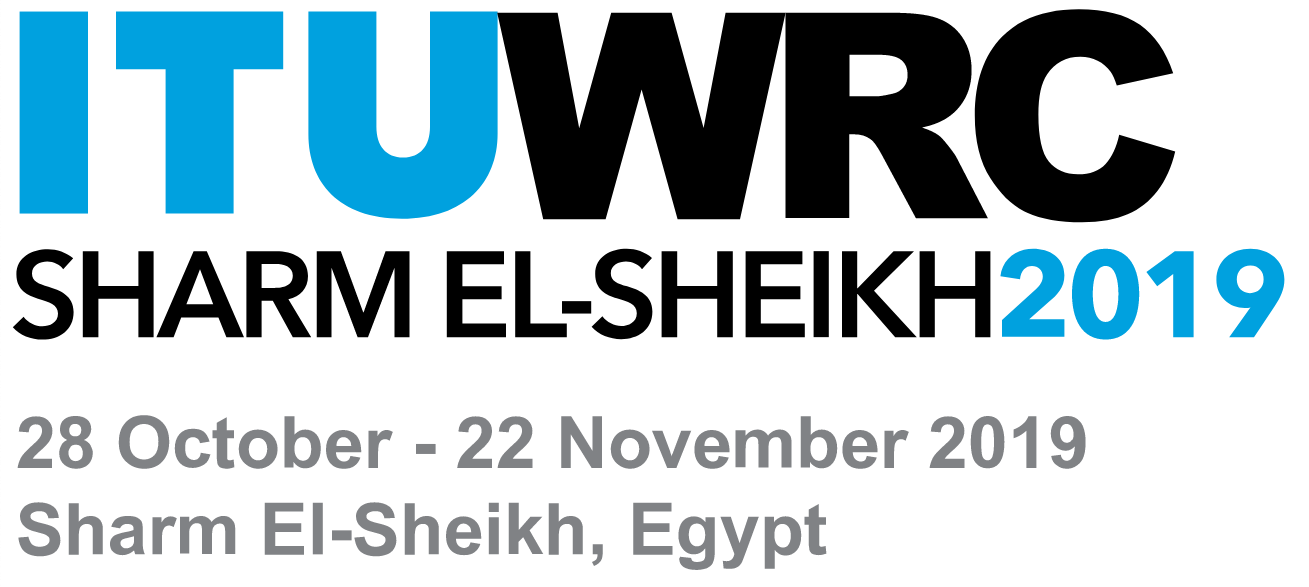 ITUWRC
SHARM EL-SHEIKH2019
28 October - 22 November 2019
Sharm El-Sheikh, Egypt